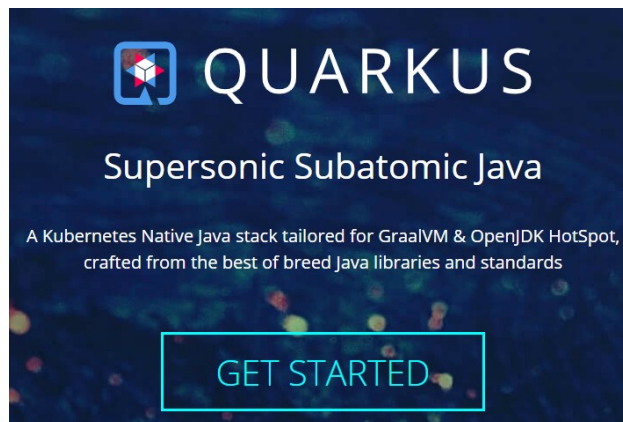 QUARKUS
Supersonic Subatomic Java
A Kubernetes Native Java stack tailored for GraalVM & OpenJDK HotSpot,
crafted from the best of breed Java libraries and standards
GET STARTED